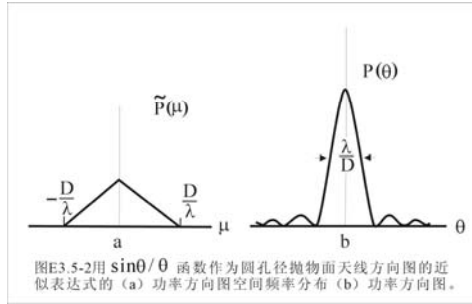 P̃(μ)
P(θ)
λ/D
-D/λ
D/λ
μ
θ
a
b
图E3.5-2用 sinθ/θ 函数作为圆孔径抛物面天线方向图的近
似表达式的（a）功率方向图空间频率分布（b）功率方向图。